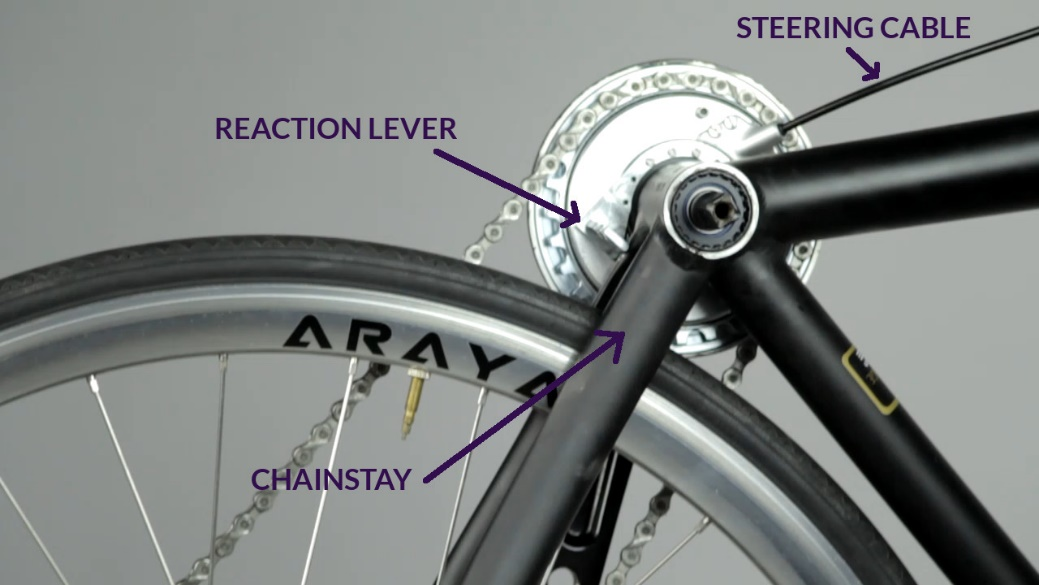 STEERING CABLE
REACTION LEVER
ARAYA
CHAINSTAY